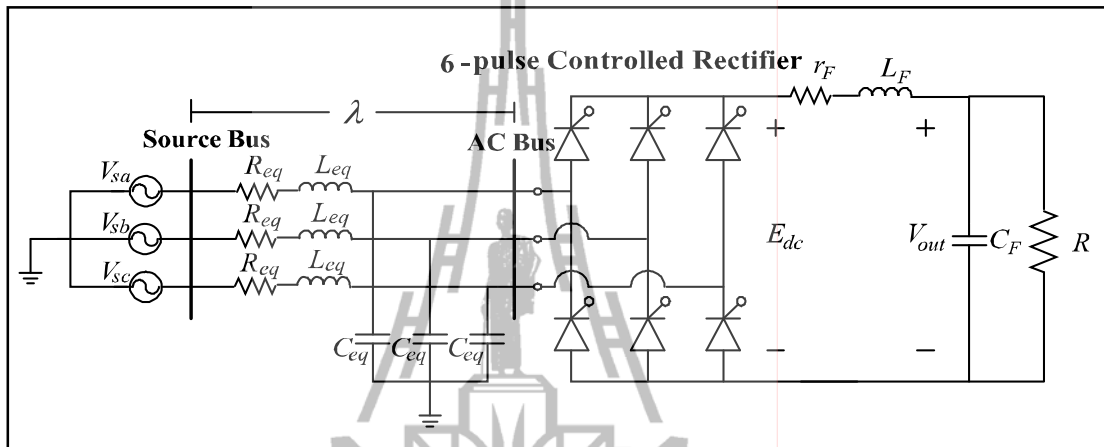 6-pulse Controlled Rectifier
r_F
L_F
λ
Source Bus
AC Bus
V_sa
R_eq
L_eq
V_sb
R_eq
L_eq
V_sc
R_eq
L_eq
+
+
E_dc
V_out
C_F
R
C_eq
C_eq
C_eq
−
−